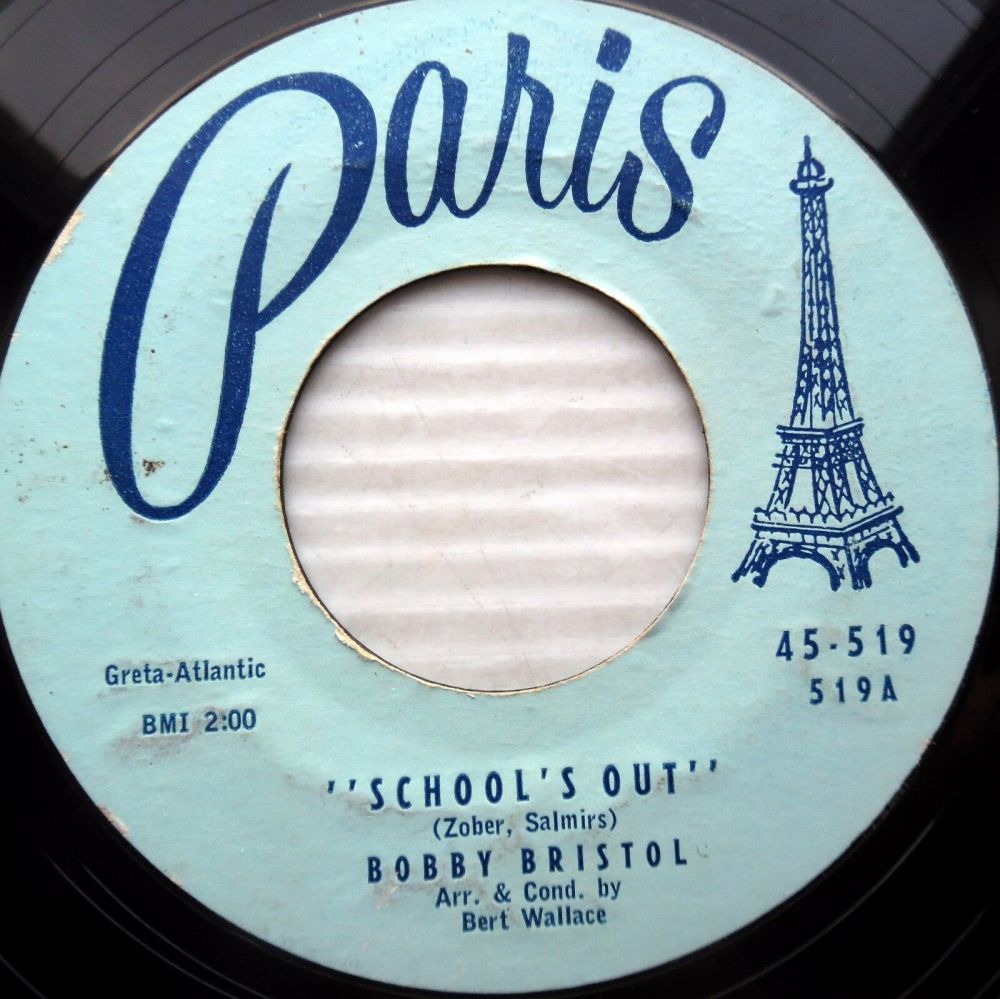 Paris
45-519
519A
Greta-Atlantic
BMI 2:00
''SCHOOL'S OUT''
(Zober, Salmirs)
BOBBY BRISTOL
Arr. & Cond. by
Bert Wallace